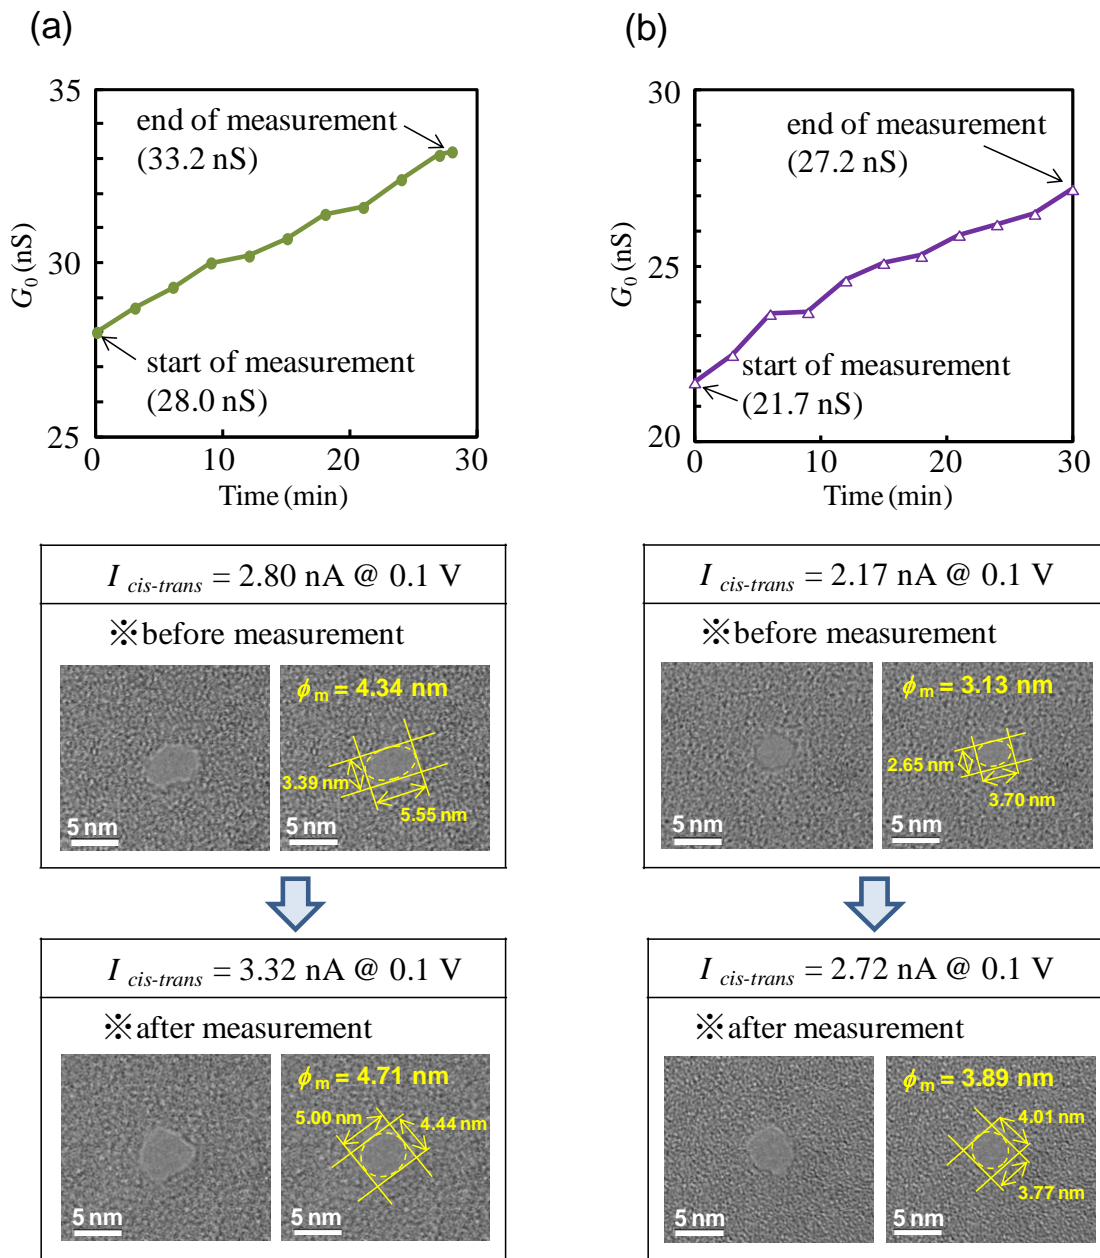 (a)
35
30
25
G0 (nS)
end of measurement
(33.2 nS)
start of measurement
(28.0 nS)
0 10 20 30
Time (min)
I cis-trans = 2.80 nA @ 0.1 V
※before measurement
5 nm
ϕm = 4.34 nm
3.39 nm
5.55 nm
5 nm
I cis-trans = 3.32 nA @ 0.1 V
※after measurement
5 nm
ϕm = 4.71 nm
5.00 nm
4.44 nm
5 nm
(b)
30
25
20
G0 (nS)
end of measurement
(27.2 nS)
start of measurement
(21.7 nS)
0 10 20 30
Time (min)
I cis-trans = 2.17 nA @ 0.1 V
※before measurement
5 nm
ϕm = 3.13 nm
2.65 nm
3.70 nm
5 nm
I cis-trans = 2.72 nA @ 0.1 V
※after measurement
5 nm
ϕm = 3.89 nm
4.01 nm
3.77 nm
5 nm